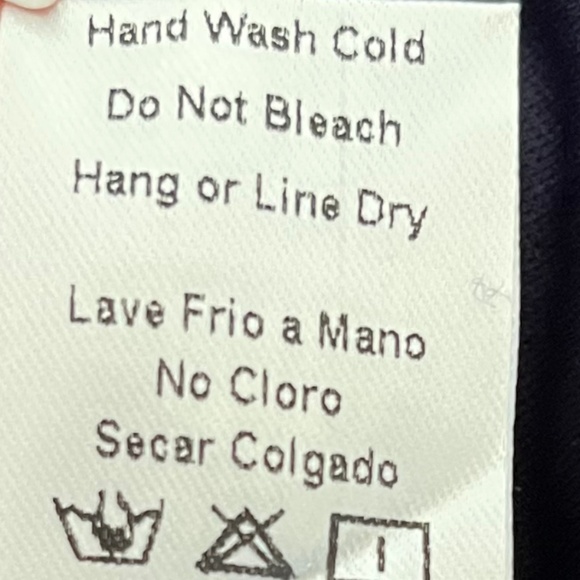 Hand Wash Cold
Do Not Bleach
Hang or Line Dry
Lave Frio a Mano
No Cloro
Secar Colgado